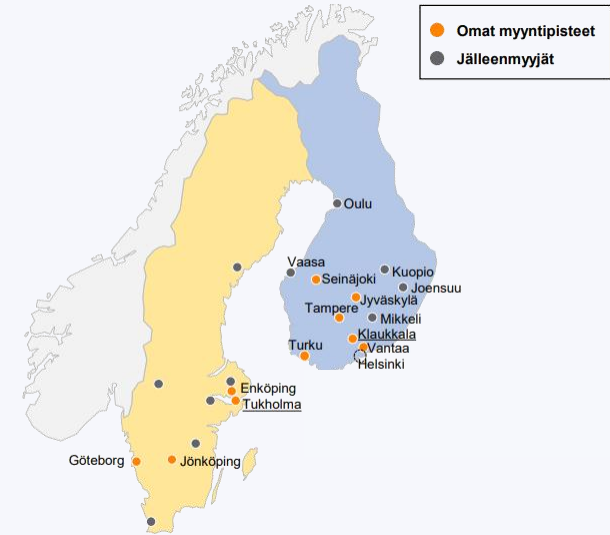 Omat myyntipisteet
Jälleenmyyjät
Oulu
Vaasa
Seinäjoki
Kuopio
Joensuu
Jyväskylä
Tampere
Mikkeli
Klaukkala
Turku
Vantaa
Helsinki
Enköping
Tukholma
Göteborg
Jönköping